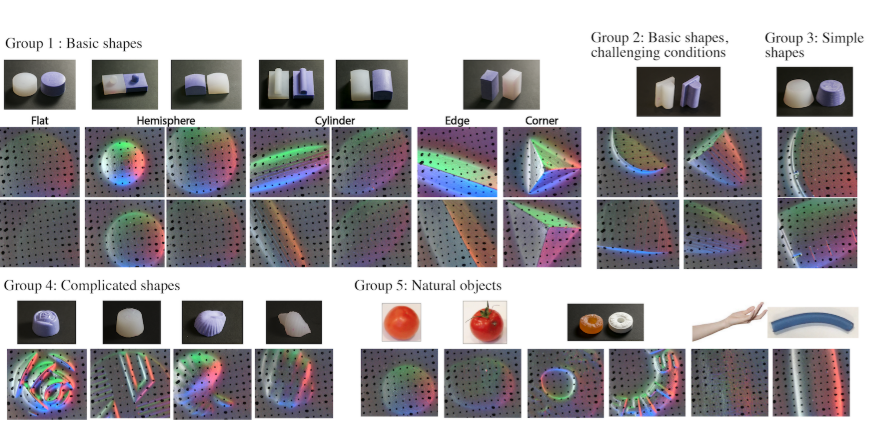 Group 1 : Basic shapes
Group 2: Basic shapes,
challenging conditions
Group 3: Simple
shapes
Flat
Hemisphere
Cylinder
Edge
Corner
Group 4: Complicated shapes
Group 5: Natural objects